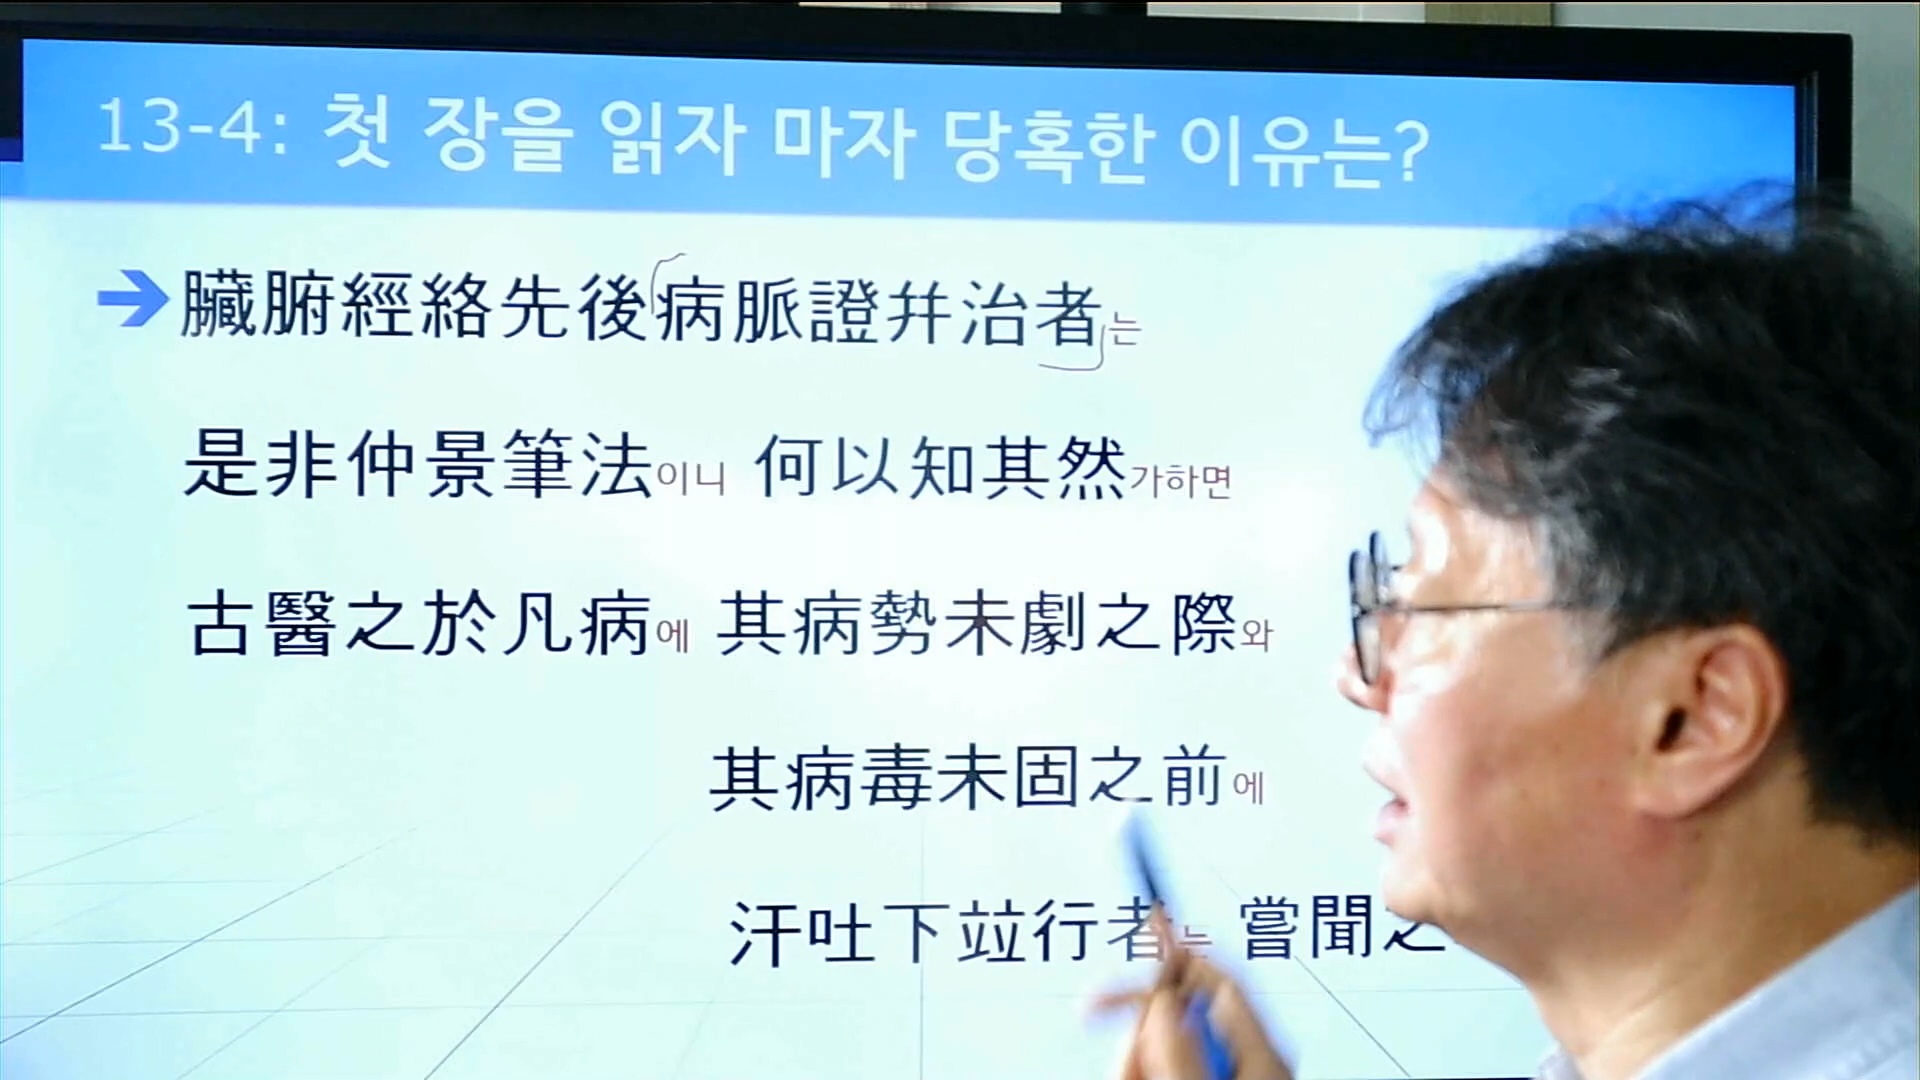 13-4: 첫 장을 읽자 마자 당혹한 이유는?
臟腑經絡先後病脈證幷治者는
是非仲景筆法이니 何以知其然가하면
古醫之於凡病에 其病勢未劇之際와
其病毒未固之前에
汗吐下竝行者는 嘗聞之